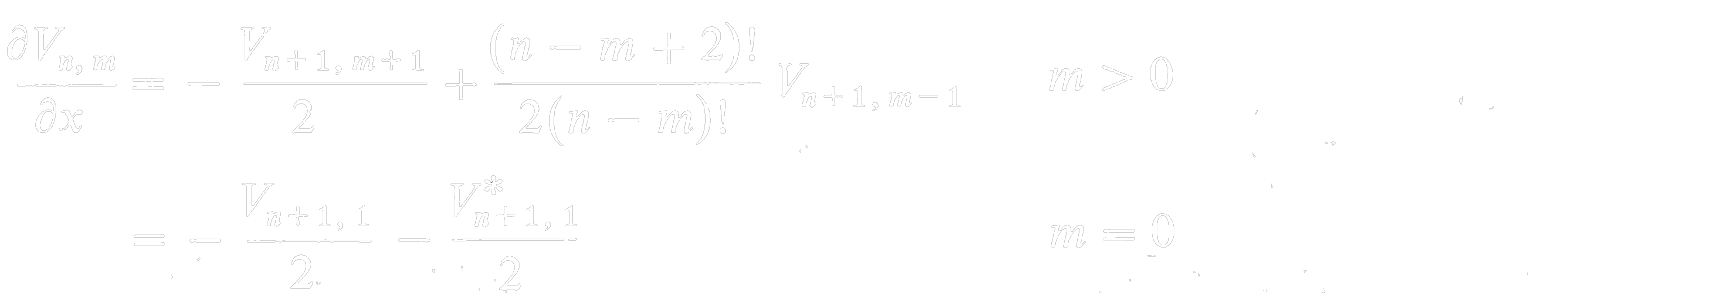 ∂V_{n, m}/∂x = − V_{n+1, m+1}/2 + (n − m + 2)!/2(n − m)! V_{n+1, m−1}    m > 0
= − V_{n+1, 1}/2 − V*_{n+1, 1}/2    m = 0